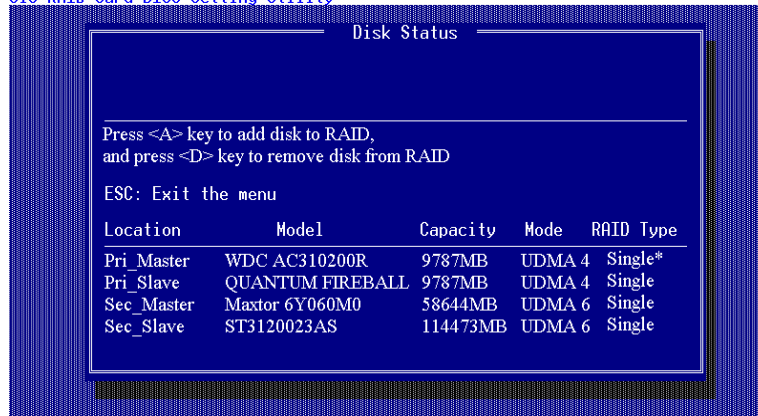 Disk Status
Press <A> key to add disk to RAID,
and press <D> key to remove disk from RAID
ESC: Exit the menu
Location Model Capacity Mode RAID Type
Pri_Master WDC AC310200R 9787MB UDMA 4 Single*
Pri_Slave QUANTUM FIREBALL 9787MB UDMA 4 Single
Sec_Master Maxtor 6Y060M0 58644MB UDMA 6 Single
Sec_Slave ST3120023AS 114473MB UDMA 6 Single